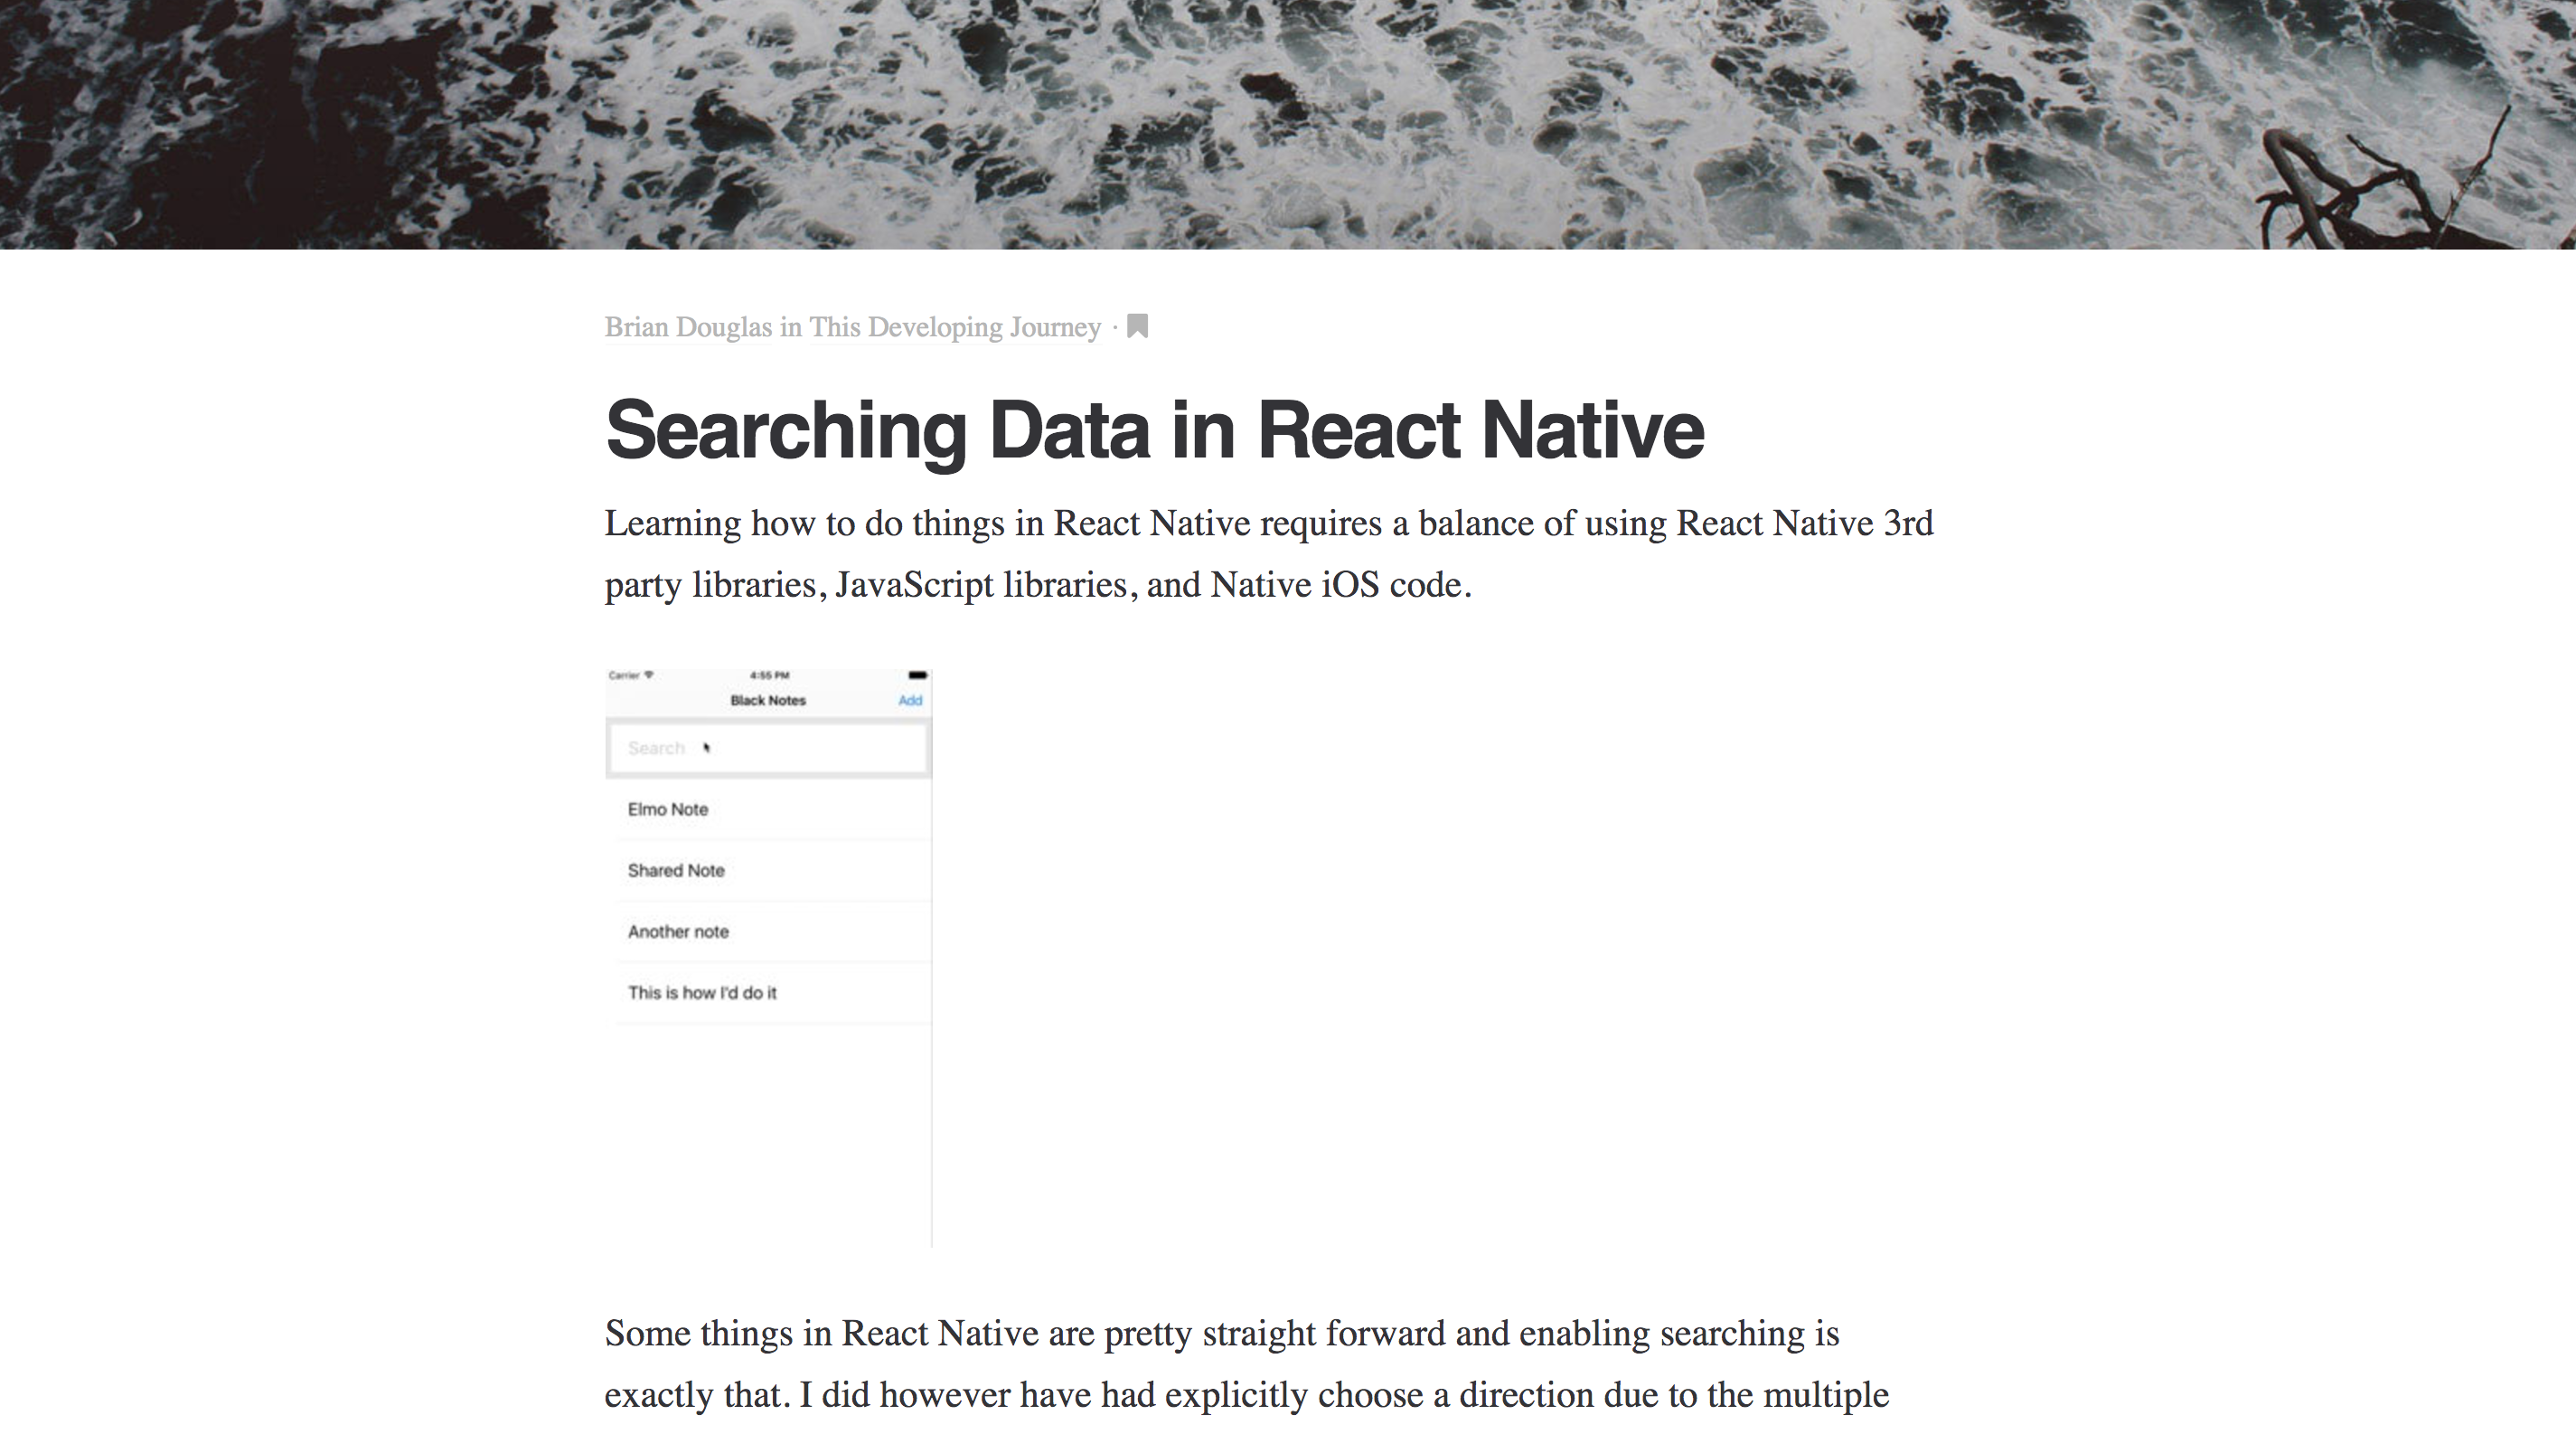 Brian Douglas in This Developing Journey ·
Searching Data in React Native
Learning how to do things in React Native requires a balance of using React Native 3rd
party libraries, JavaScript libraries, and Native iOS code.
Carrier 4:55 PM
Black Notes Add
Search
Elmo Note
Shared Note
Another note
This is how I'd do it
Some things in React Native are pretty straight forward and enabling searching is
exactly that. I did however have had explicitly choose a direction due to the multiple